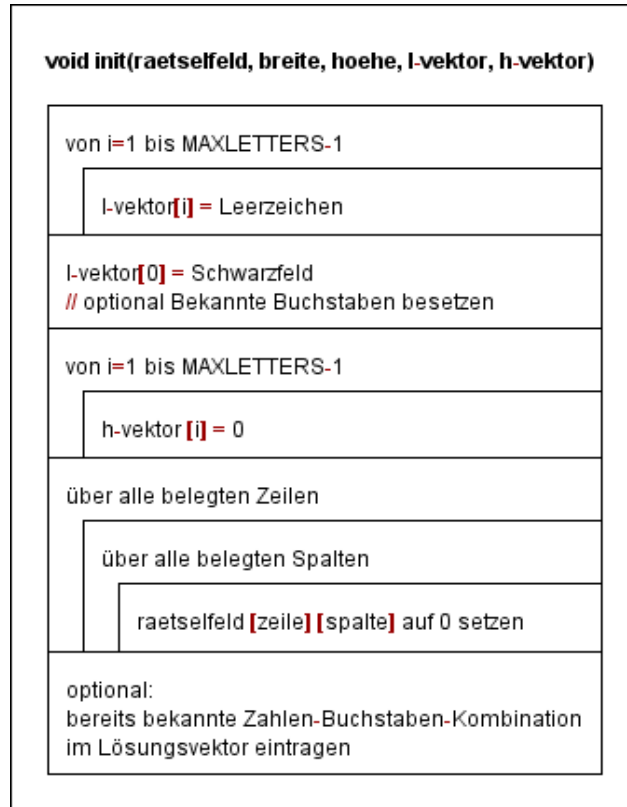 void init(raetselfeld, breite, hoehe, l-vektor, h-vektor)
von i=1 bis MAXLETTERS-1
l-vektor[i] = Leerzeichen
l-vektor[0] = Schwarzfeld
// optional Bekannte Buchstaben besetzen
von i=1 bis MAXLETTERS-1
h-vektor [i] = 0
über alle belegten Zeilen
über alle belegten Spalten
raetselfeld [zeile] [spalte] auf 0 setzen
optional:
bereits bekannte Zahlen-Buchstaben-Kombination
im Lösungsvektor eintragen